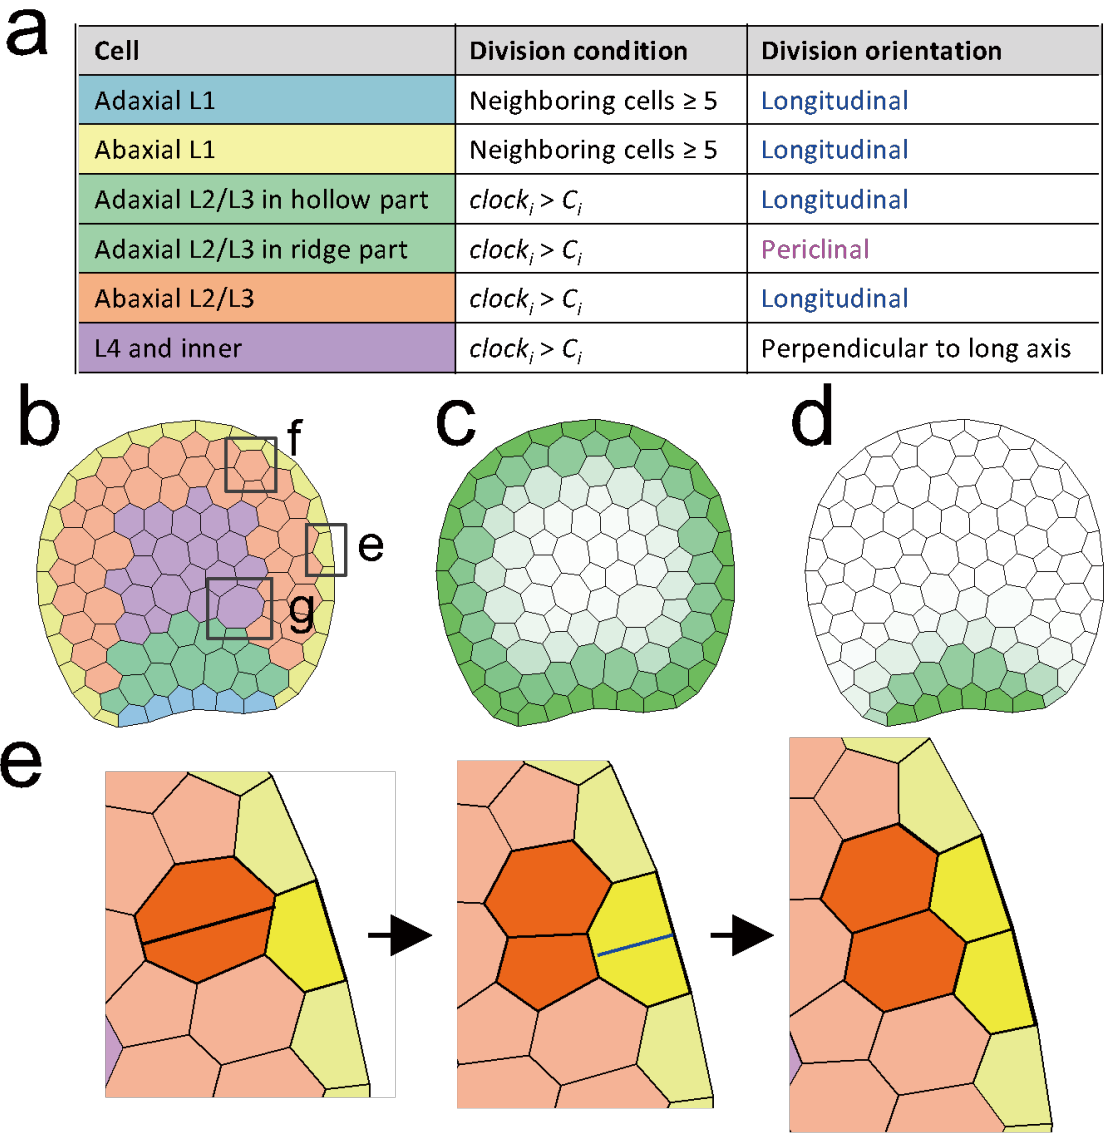 a
Cell Division condition Division orientation
Adaxial L1 Neighboring cells ≥ 5 Longitudinal
Abaxial L1 Neighboring cells ≥ 5 Longitudinal
Adaxial L2/L3 in hollow part clock_i > C_i Longitudinal
Adaxial L2/L3 in ridge part clock_i > C_i Periclinal
Abaxial L2/L3 clock_i > C_i Longitudinal
L4 and inner clock_i > C_i Perpendicular to long axis
b
f
e
g
c
d
e